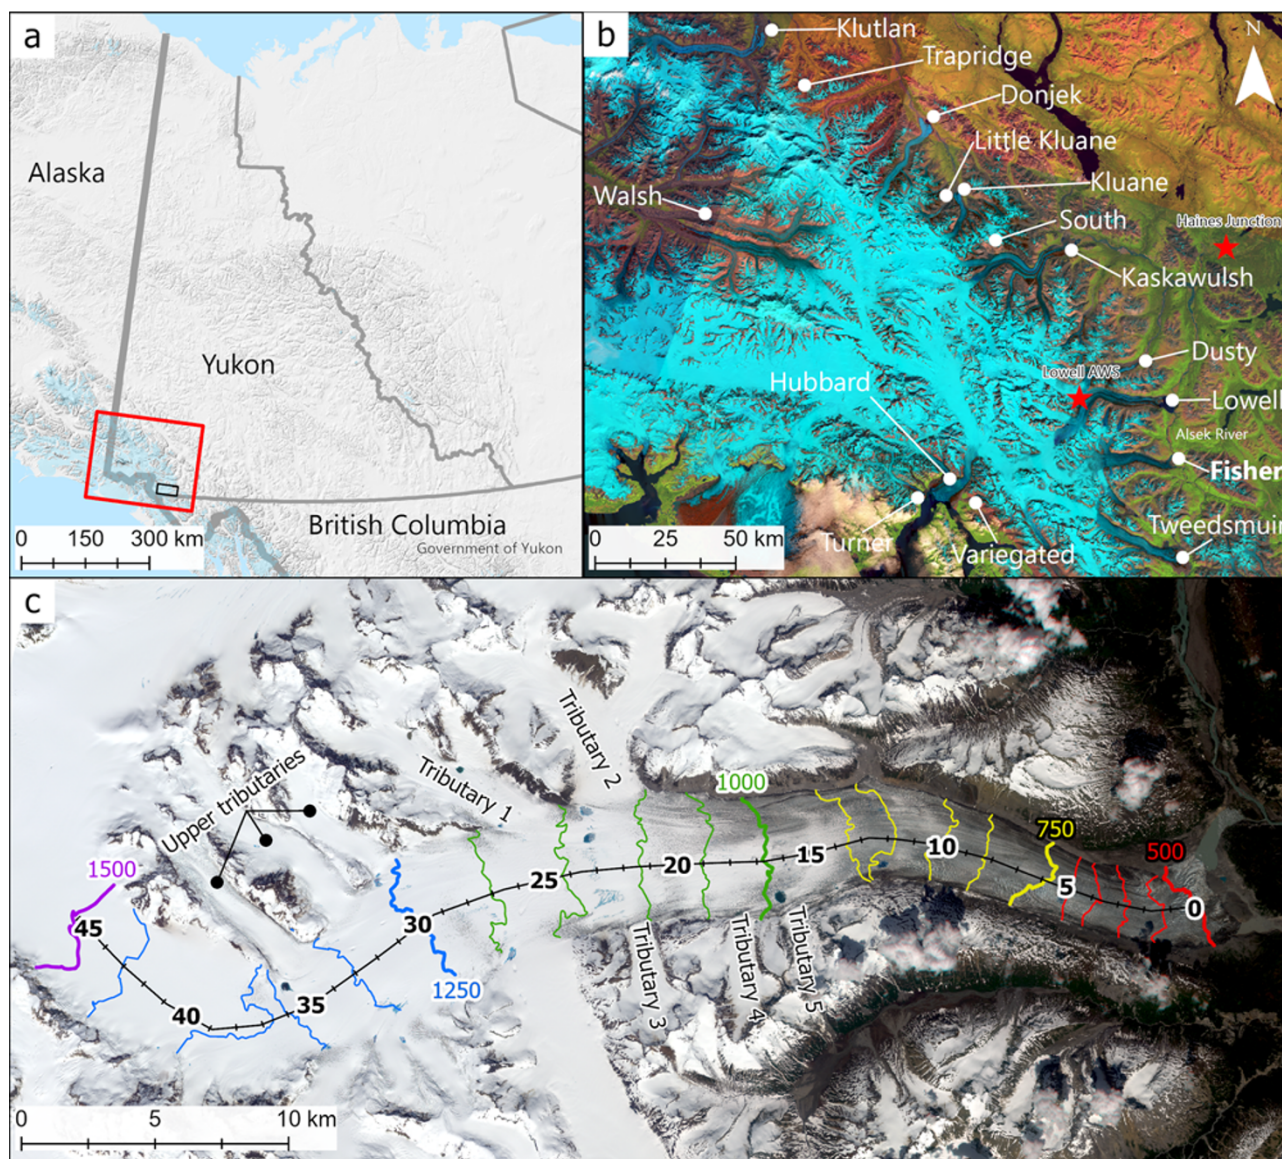 a
Alaska
Yukon
British Columbia
Government of Yukon
0 150 300 km
b
N
Klutlan
Trapridge
Donjek
Little Kluane
Kluane
Walsh
South
Haines Junction
Kaskawulsh
Dusty
Lowell AWS
Hubbard
Lowell
Alsek River
Fisher
Tweedsmuir
Turner
Variegated
0 25 50 km
c
Tributary 2
Upper tributaries
Tributary 1
1000
1500
750
500
45
40
35
30
25
20
15
10
5
0
1250
Tributary 3
Tributary 4
Tributary 5
0 5 10 km